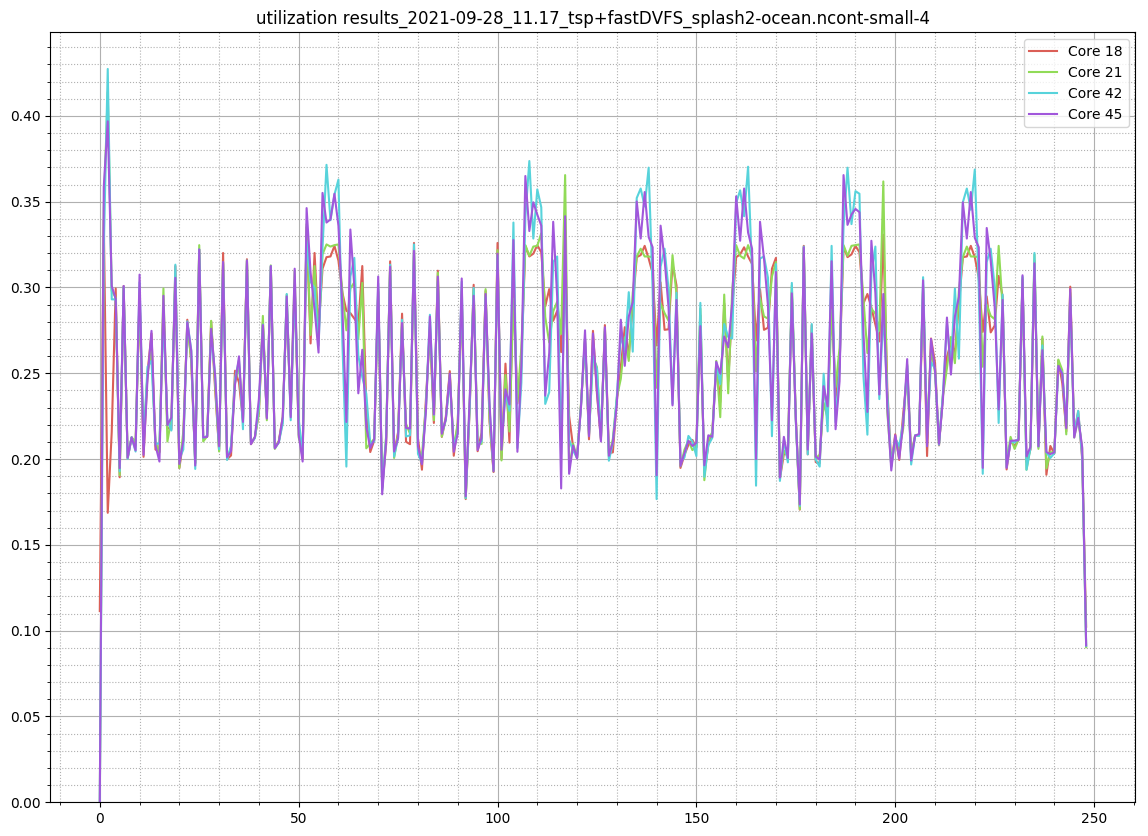 utilization results_2021-09-28_11.17_tsp+fastDVFS_splash2-ocean.ncont-small-4
Core 18
Core 21
Core 42
Core 45
0.40
0.35
0.30
0.25
0.20
0.15
0.10
0.05
0.00
0 50 100 150 200 250